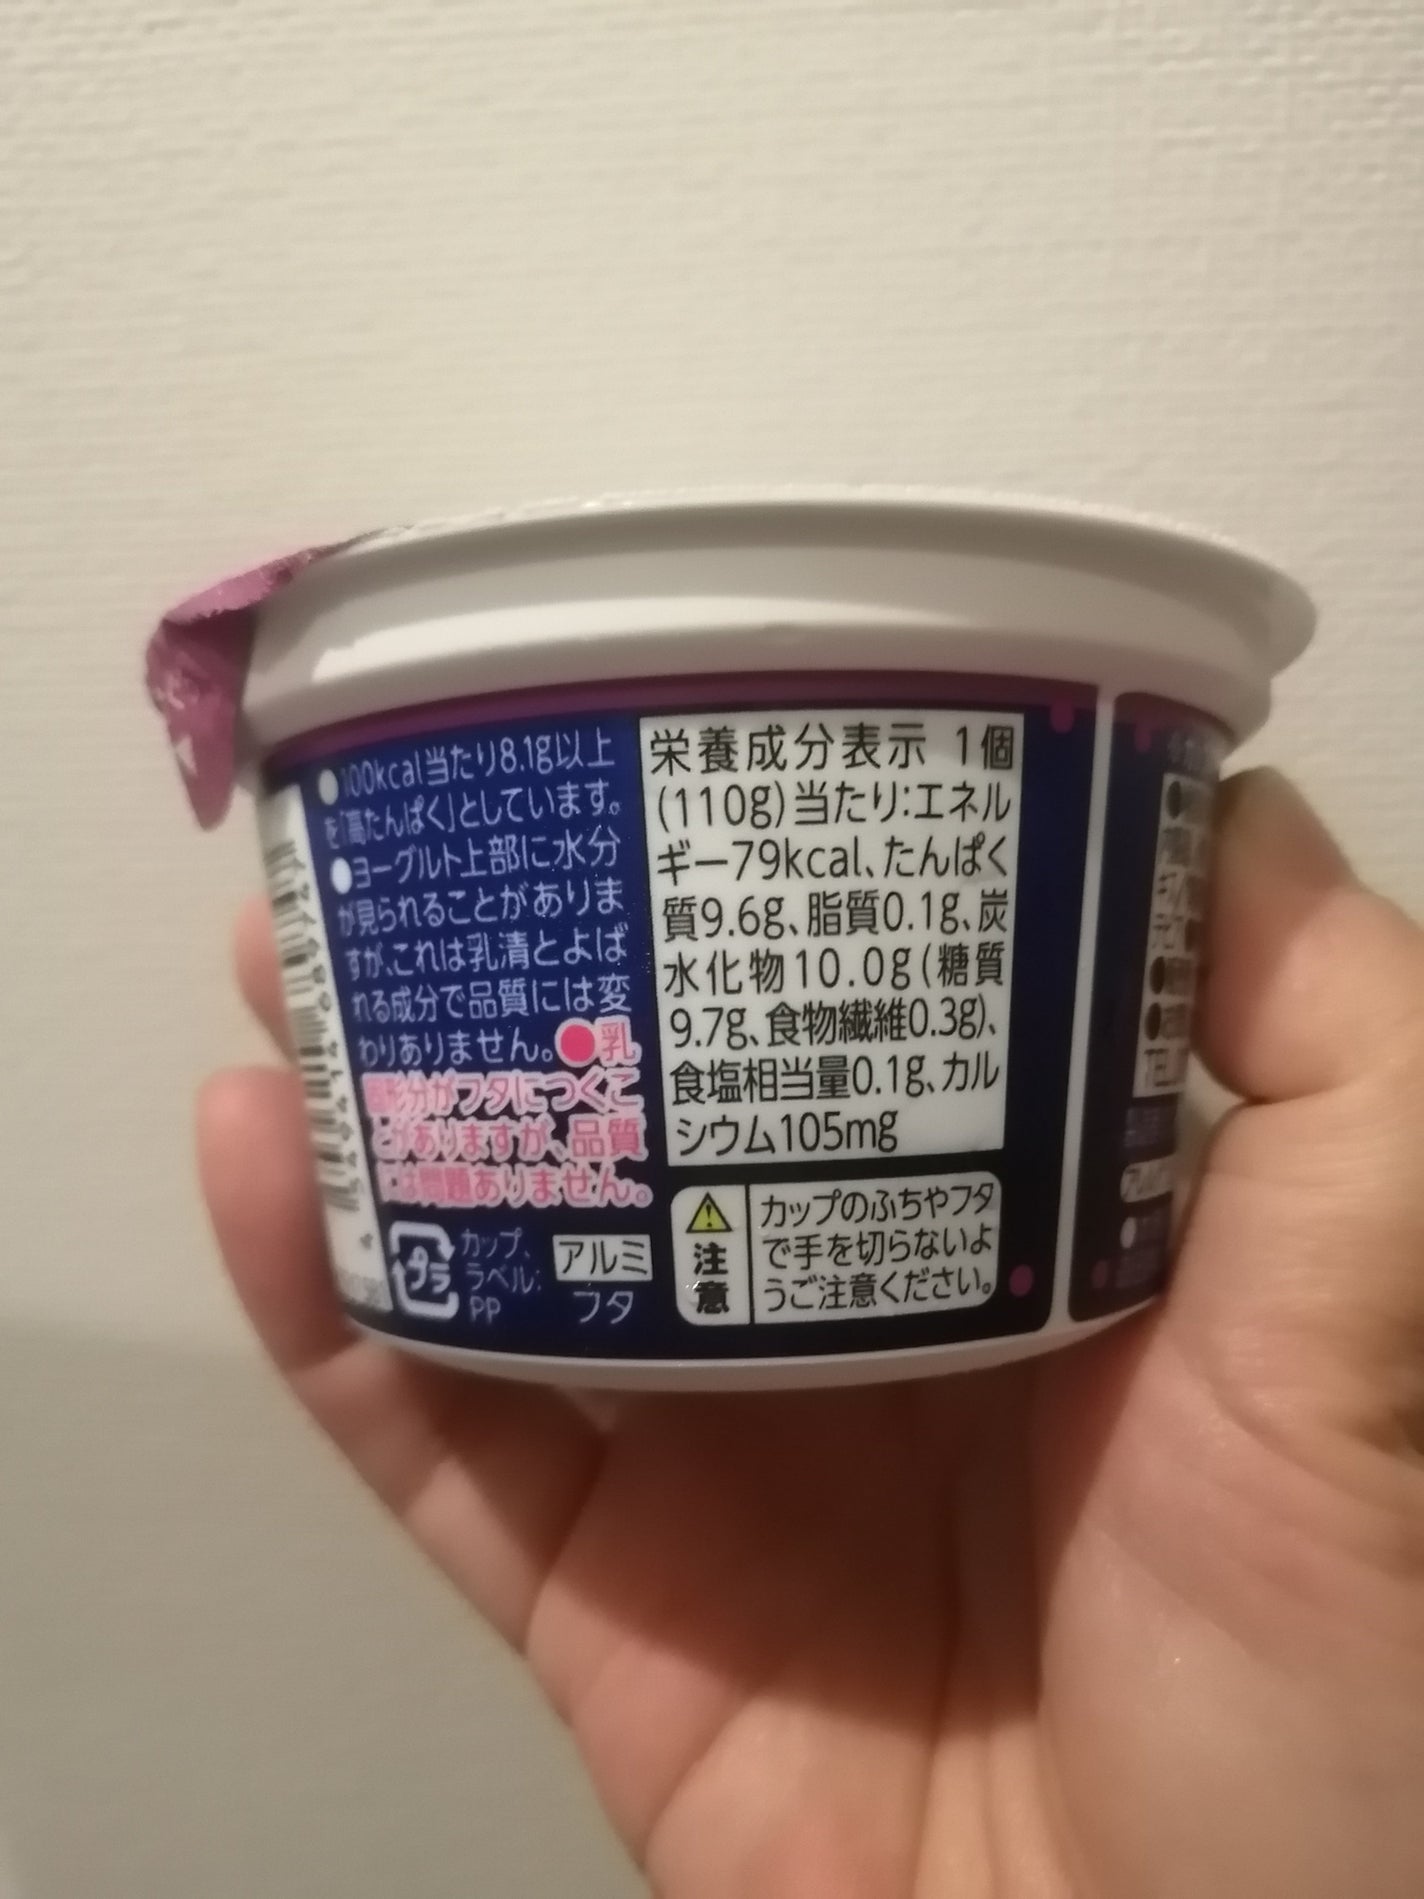 ●100kcal当たり8.1g以上
を「高たんぱく」としています。
●ヨーグルト上部に水分
が見られることがありま
すが、これは乳清とよば
れる成分で品質には変
わりありません。●乳
固形分がフタにつくこ
とがありますが、品質
には問題ありません。
プラ
カップ、
ラベル:
PP
アルミ
フタ
栄養成分表示 1個
(110g)当たり:エネル
ギー79kcal、たんぱく
質9.6g、脂質0.1g、炭
水化物10.0g(糖質
9.7g、食物繊維0.3g)、
食塩相当量0.1g、カル
シウム105mg
注意
カップのふちやフタ
で手を切らないよ
うご注意ください。